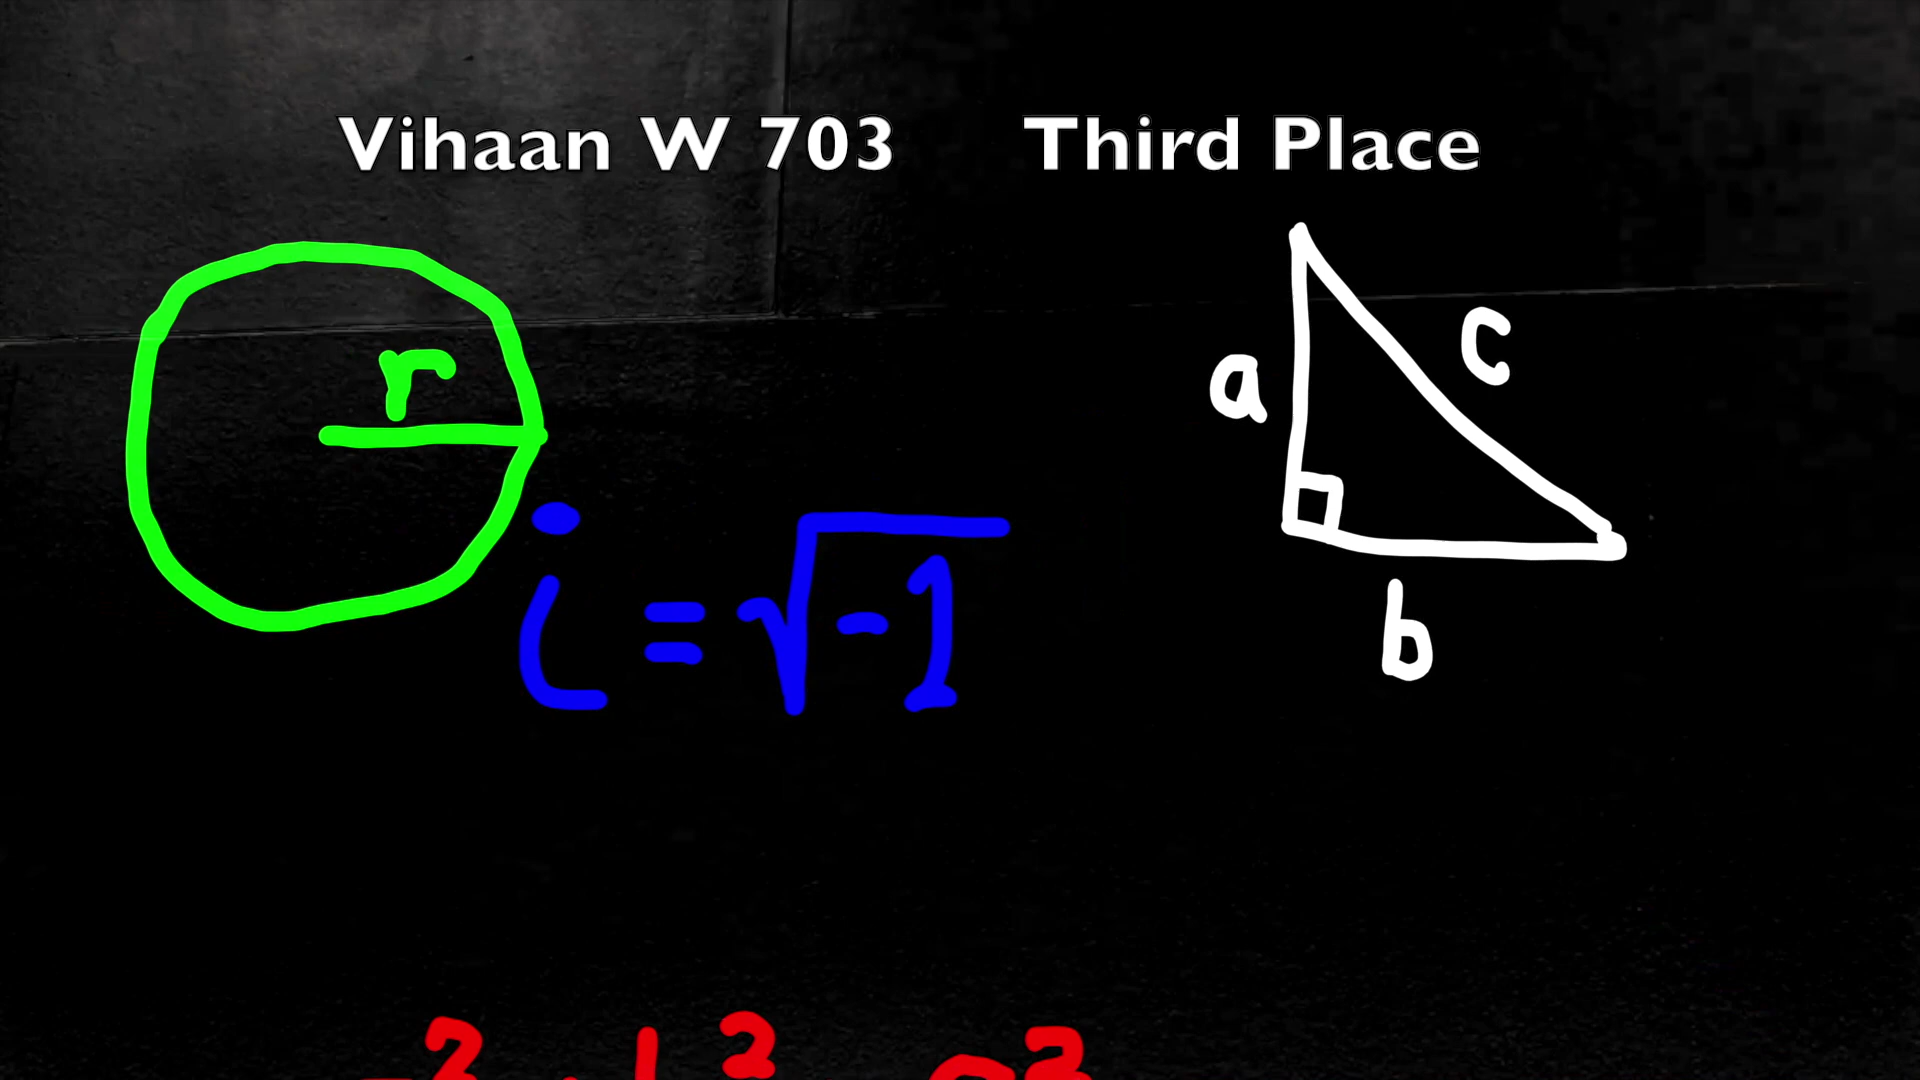 Vihaan W 703 Third Place
r
a
c
i = √-1
b